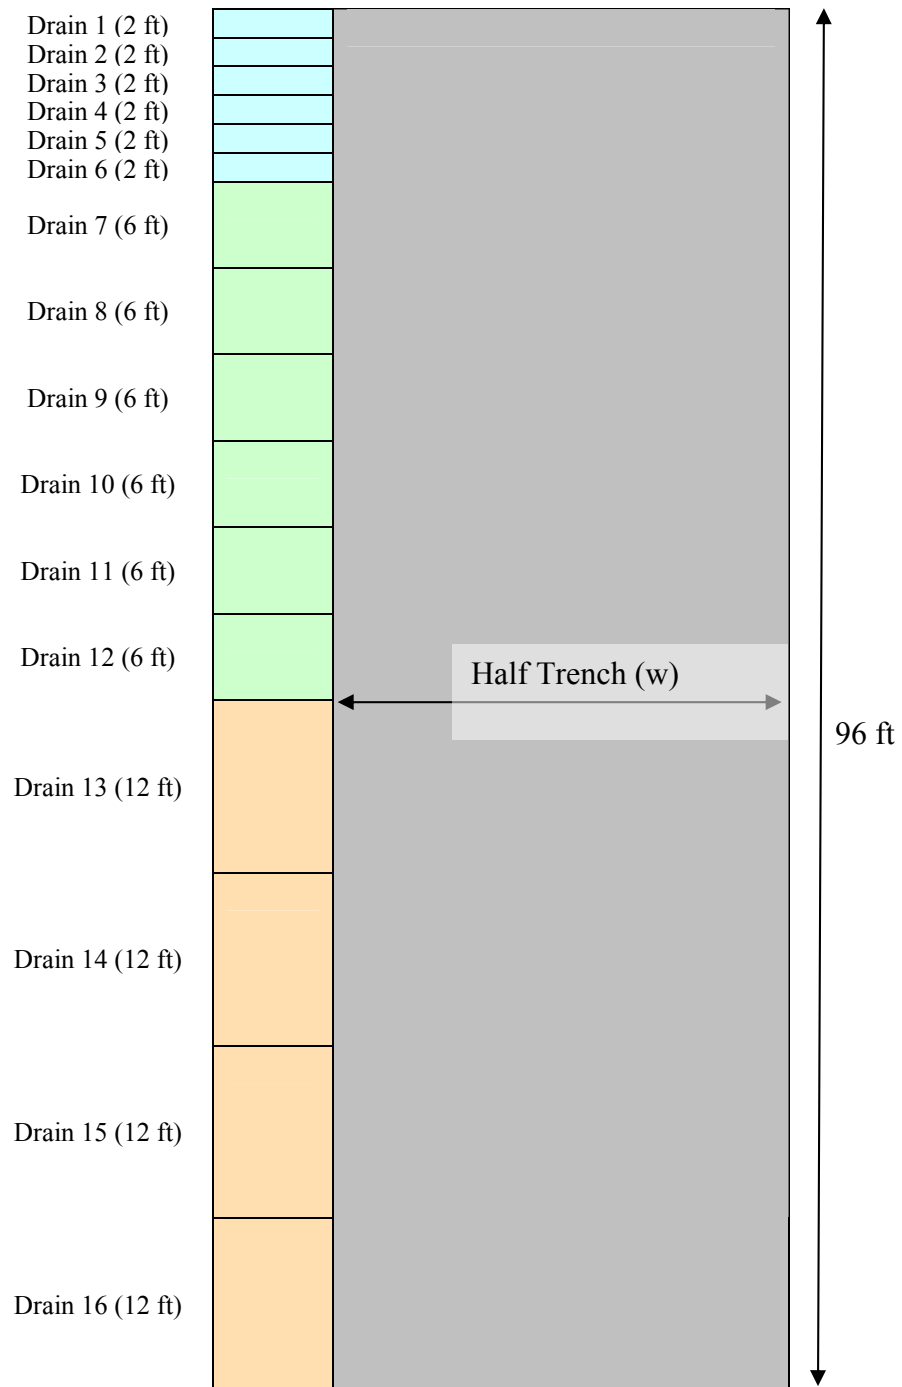 Drain 1 (2 ft)
Drain 2 (2 ft)
Drain 3 (2 ft)
Drain 4 (2 ft)
Drain 5 (2 ft)
Drain 6 (2 ft)
Drain 7 (6 ft)
Drain 8 (6 ft)
Drain 9 (6 ft)
Drain 10 (6 ft)
Drain 11 (6 ft)
Drain 12 (6 ft)
Half Trench (w)
96 ft
Drain 13 (12 ft)
Drain 14 (12 ft)
Drain 15 (12 ft)
Drain 16 (12 ft)